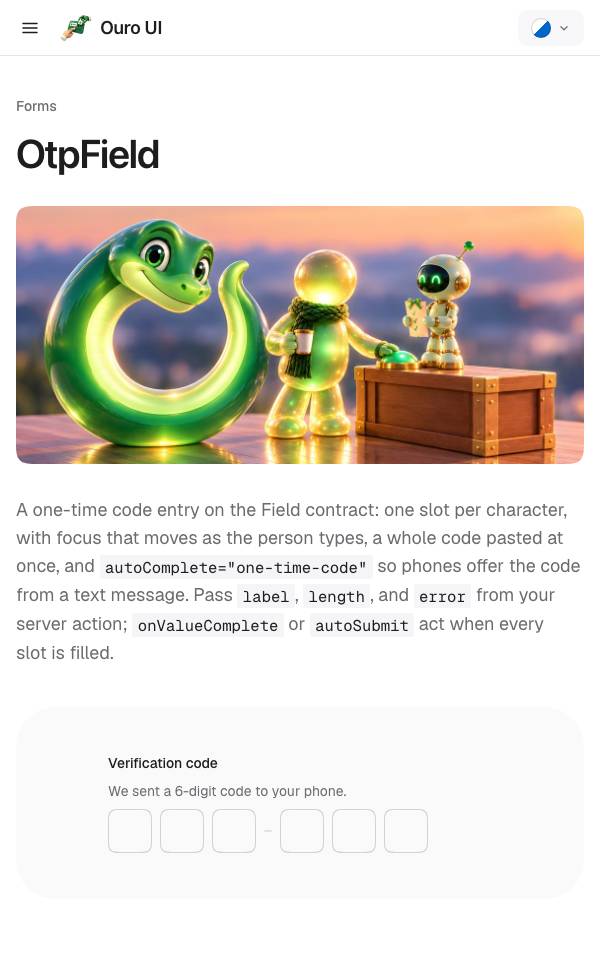 Ouro UI
Forms
OtpField
A one-time code entry on the Field contract: one slot per character,
with focus that moves as the person types, a whole code pasted at
once, and autoComplete="one-time-code" so phones offer the code
from a text message. Pass label, length, and error from your
server action; onValueComplete or autoSubmit act when every
slot is filled.
Verification code
We sent a 6-digit code to your phone.